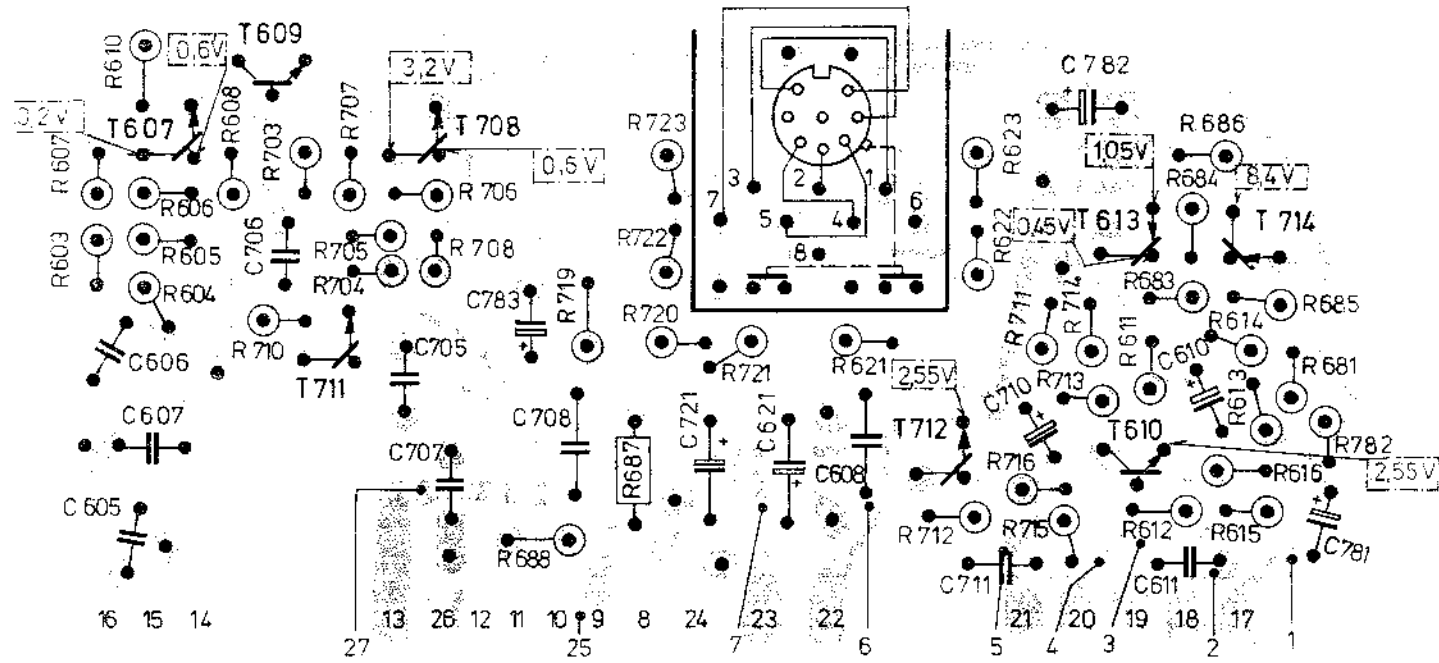 R610
T609
0,6V
3,2V
C782
0,2V
T607
R608
R703
R707
T708
R723
R623
R686
1,05V
R607
0,6V
3
2
1
R684
8,4V
R606
R706
7
5
4
6
R622
0,45V
T613
T714
R603
R605
C706
R705
R708
R722
8
R604
R704
C783
R719
R720
R711
R714
R683
R685
R611
R614
C606
R710
T711
C705
R721
R621
2,55V
R713
C610
R613
R681
C607
C708
C721
C621
C710
T610
C707
R687
C608
T712
R782
R716
R616
2,55V
C605
R688
R712
R715
R612
R615
C711
C611
C781
16
15
14
13
26
12
11
10
9
8
24
23
22
21
20
19
18
17
27
25
7
6
5
4
3
2
1